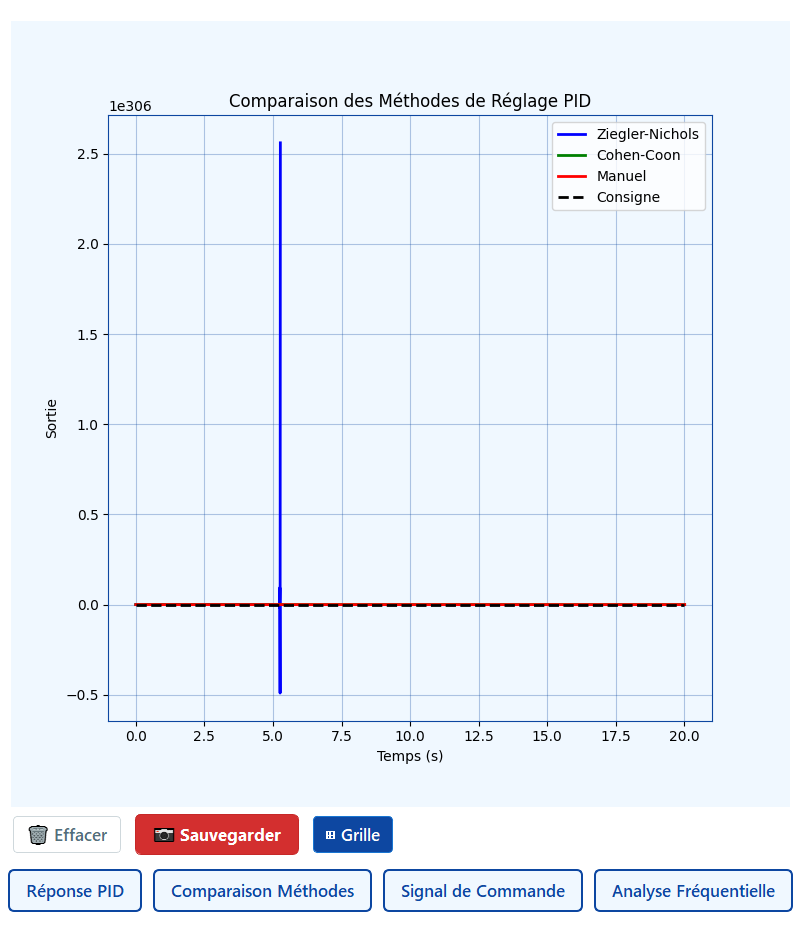 Comparaison des Méthodes de Réglage PID
1e306
Ziegler-Nichols
Cohen-Coon
Manuel
Consigne
2.5
2.0
1.5
1.0
0.5
0.0
−0.5
Sortie
0.0 2.5 5.0 7.5 10.0 12.5 15.0 17.5 20.0
Temps (s)
Effacer Sauvegarder Grille
Réponse PID Comparaison Méthodes Signal de Commande Analyse Fréquentielle